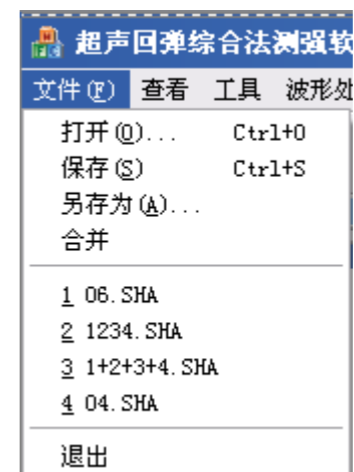 超声回弹综合法测强软
文件(F) 查看 工具 波形处
打开(O)... Ctrl+O
保存(S) Ctrl+S
另存为(A)...
合并
1 06.SHA
2 1234.SHA
3 1+2+3+4.SHA
4 04.SHA
退出